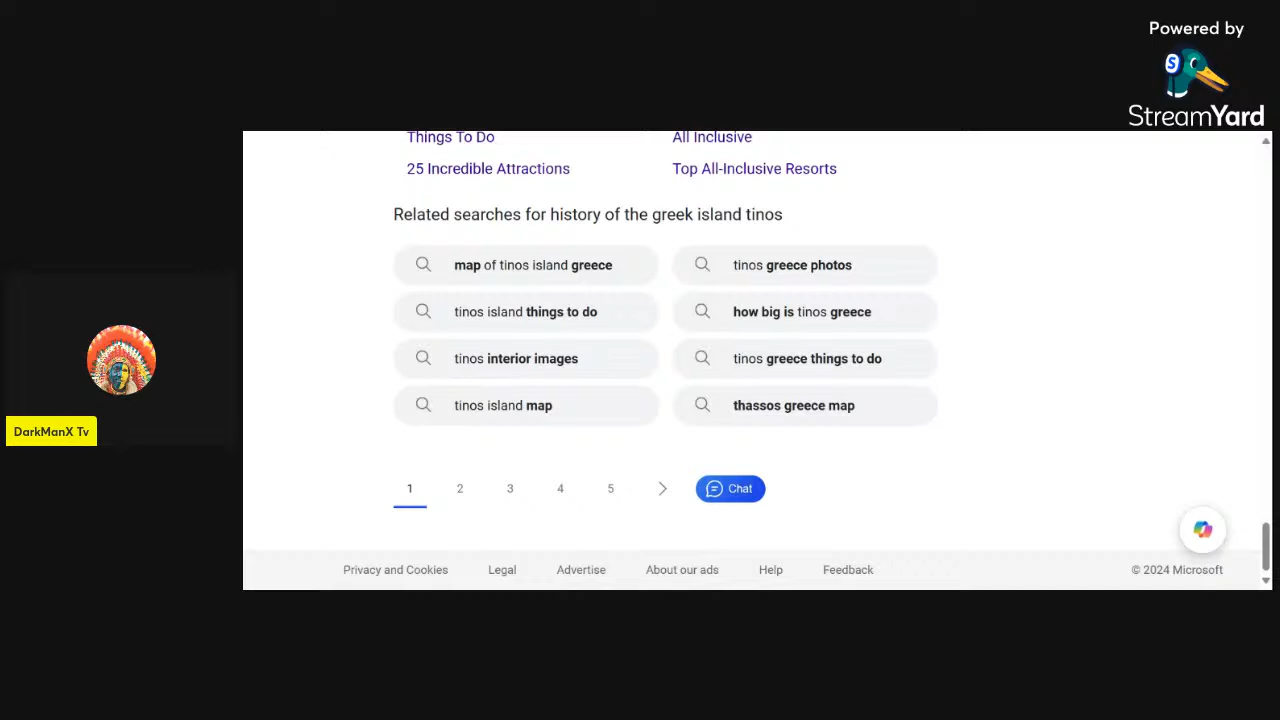 Powered by
S
StreamYard
Things To Do
All Inclusive
25 Incredible Attractions
Top All-Inclusive Resorts
Related searches for history of the greek island tinos
map of tinos island greece
tinos greece photos
tinos island things to do
how big is tinos greece
tinos interior images
tinos greece things to do
tinos island map
thassos greece map
DarkManX Tv
1 2 3 4 5 Chat
Privacy and Cookies Legal Advertise About our ads Help Feedback © 2024 Microsoft